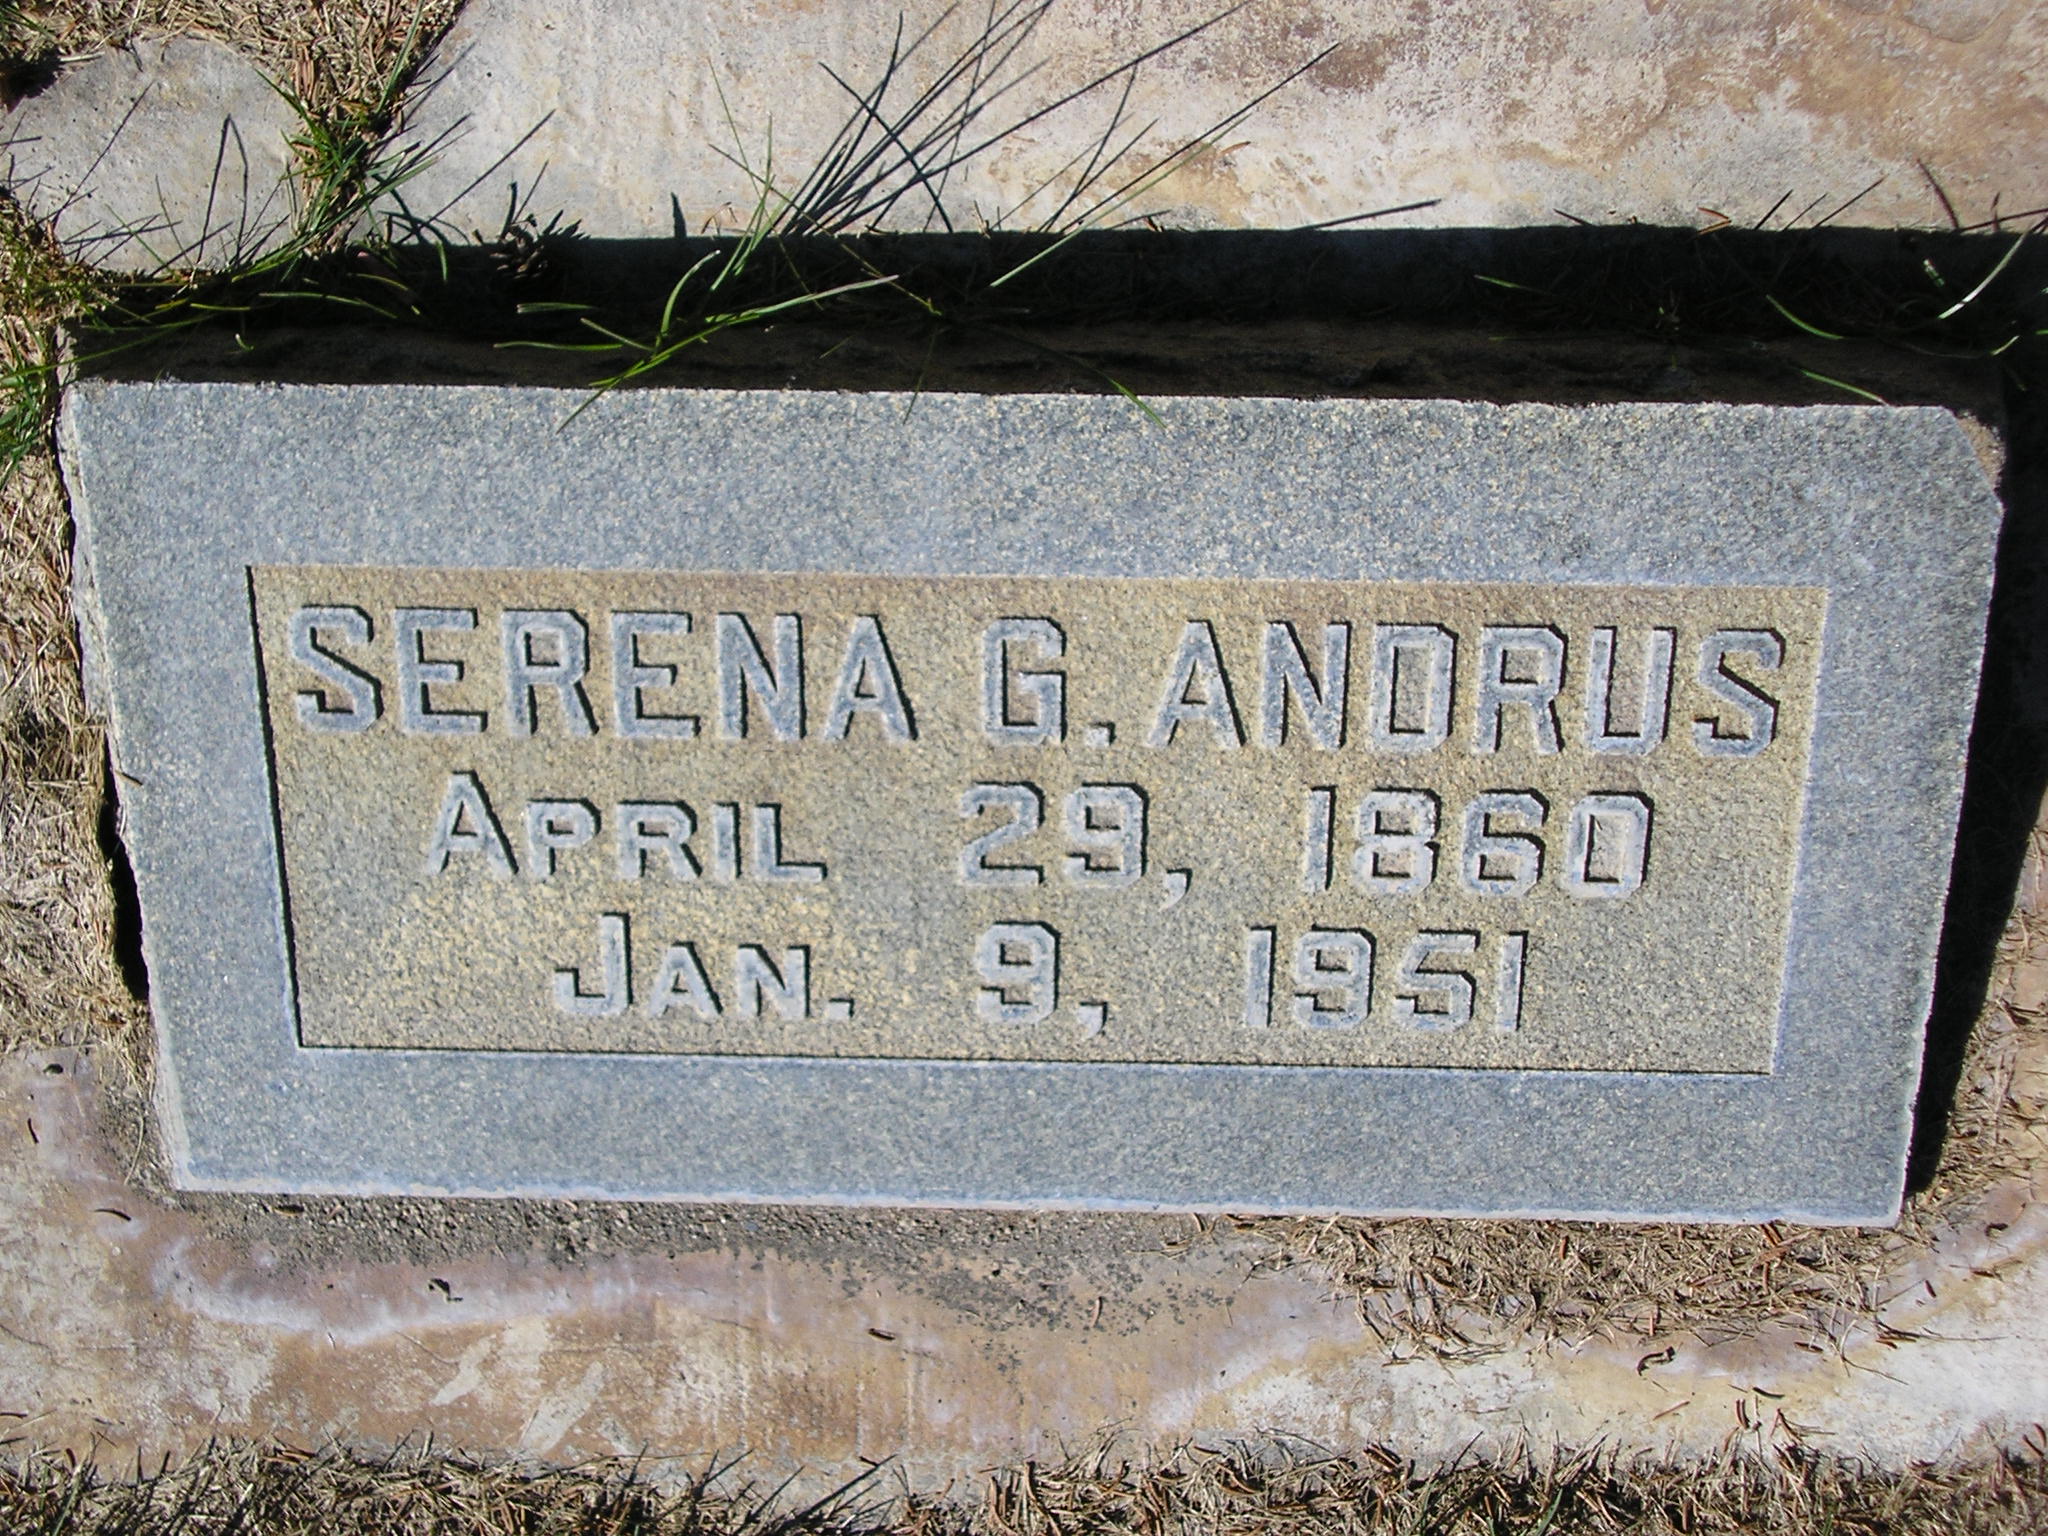 SERENA G. ANDRUS
APRIL 29, 1860
JAN. 9, 1951